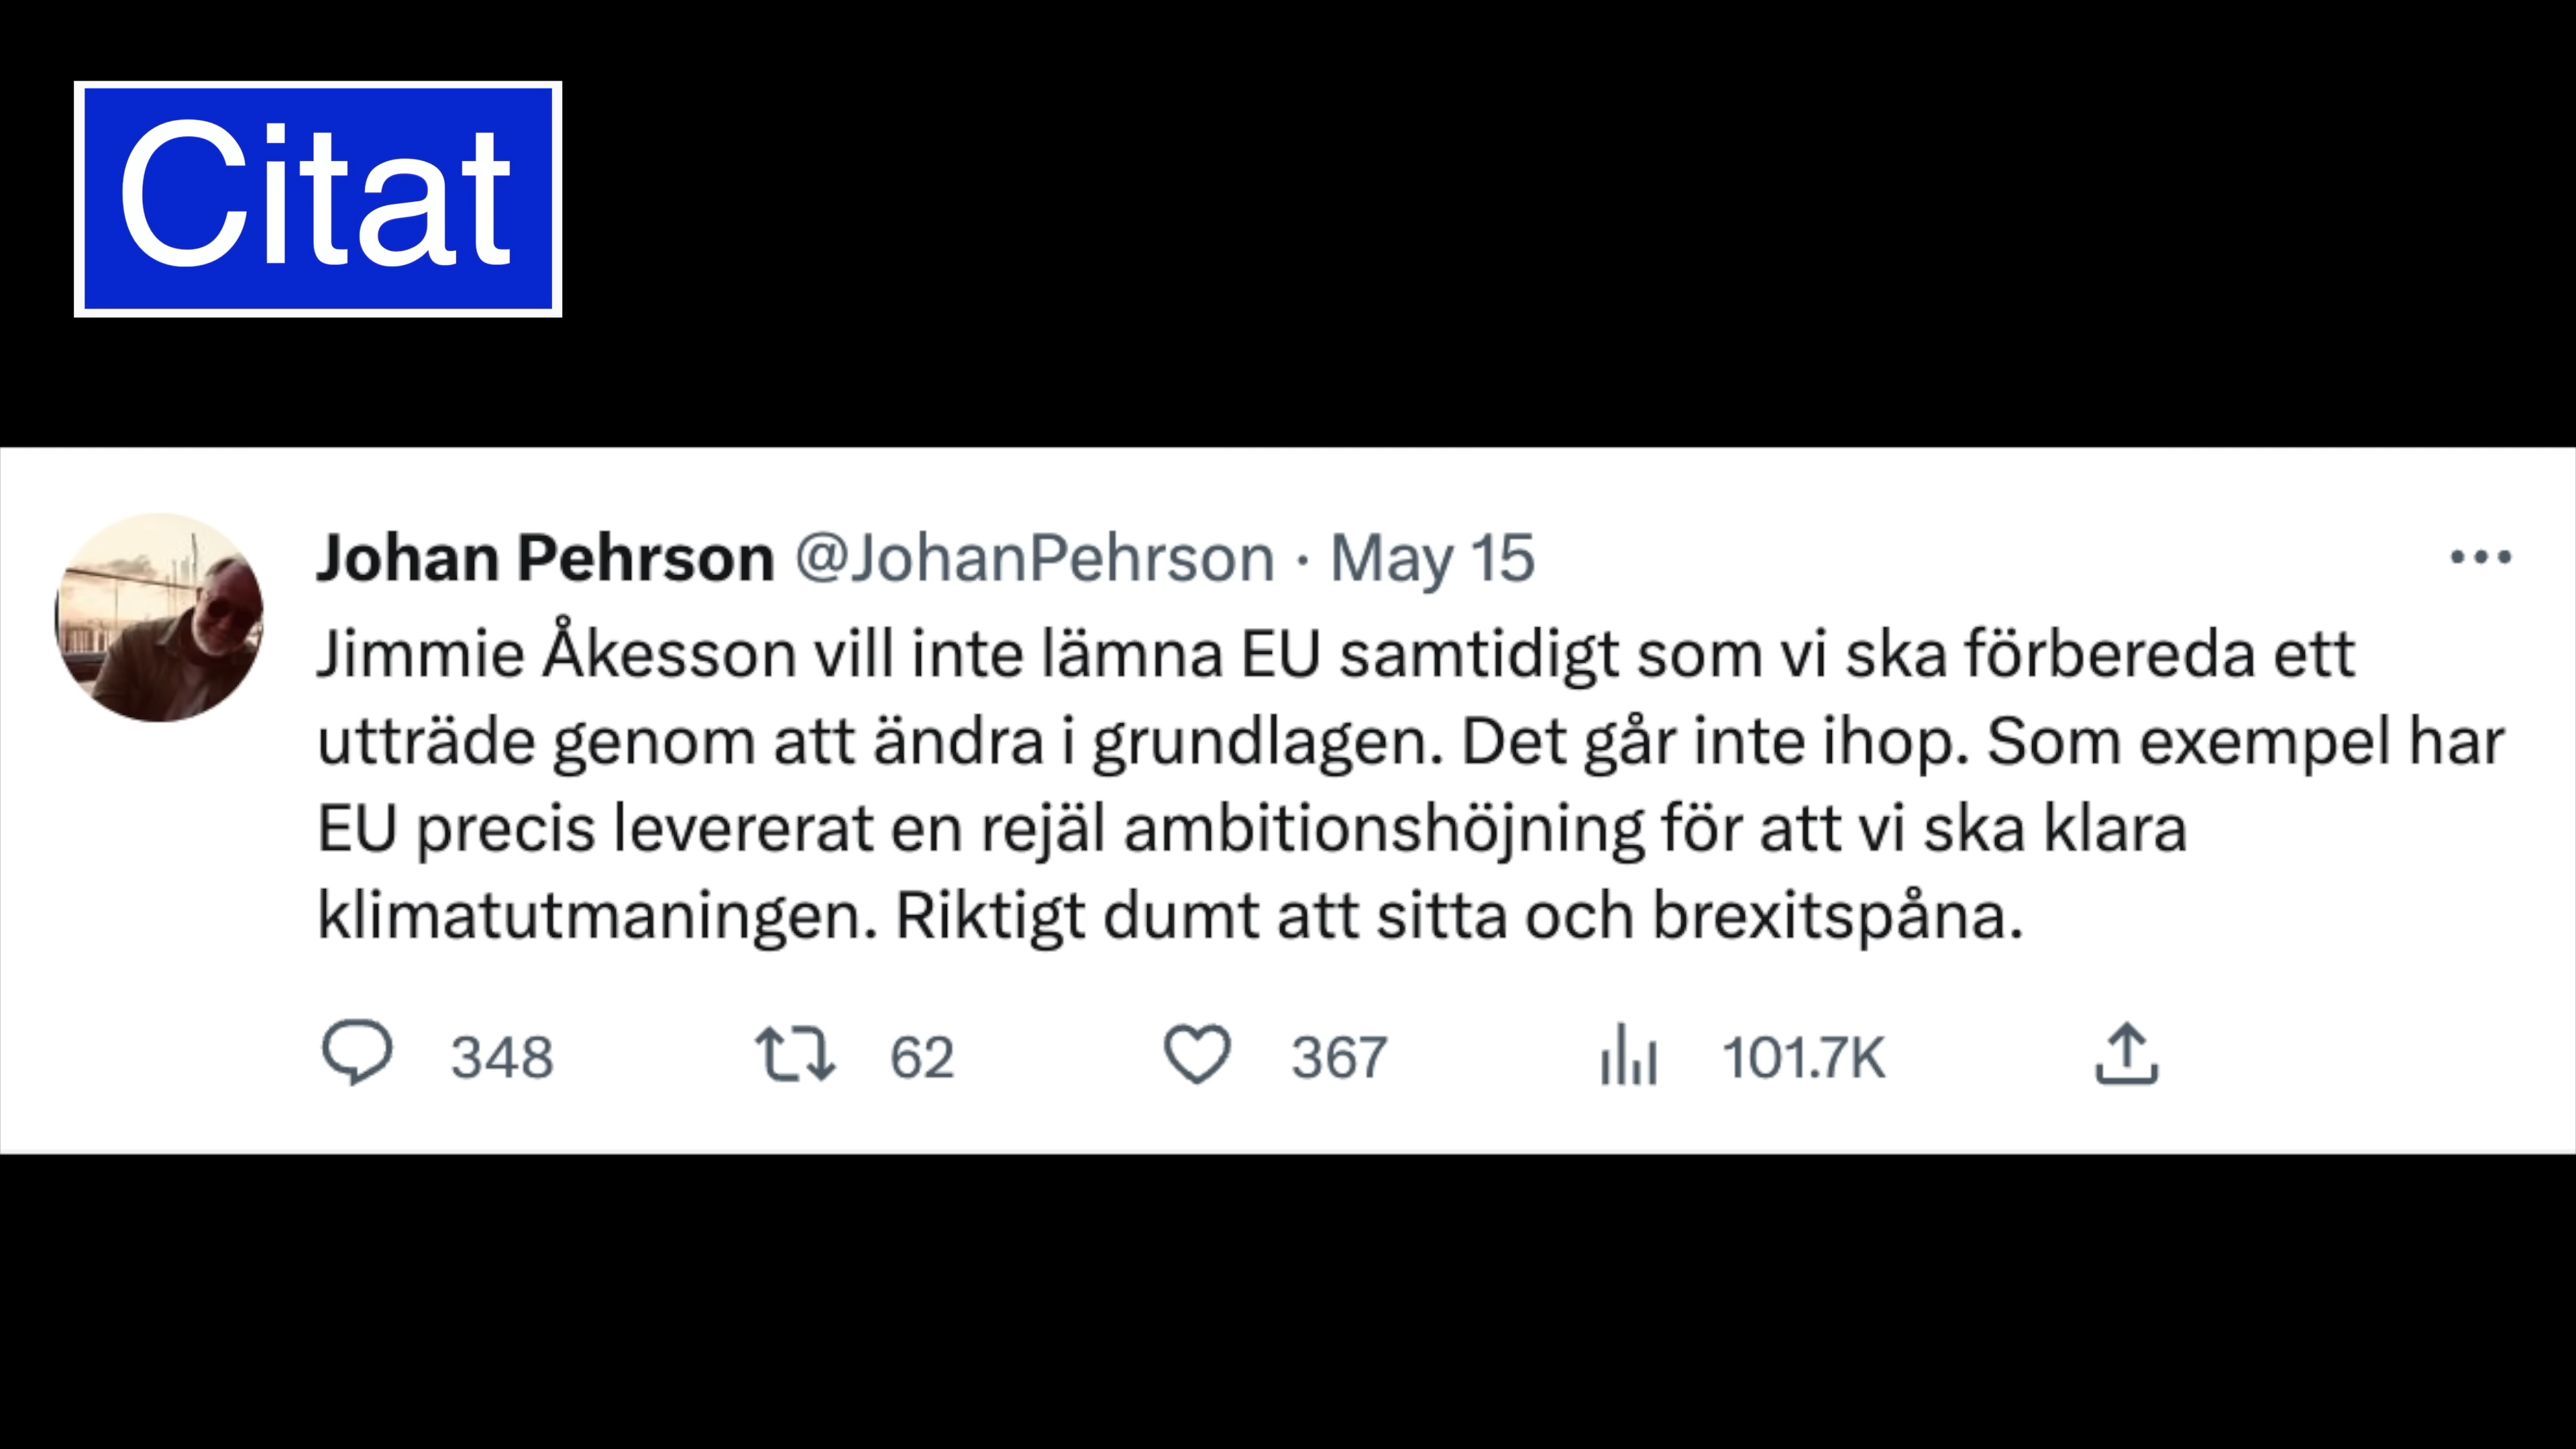 Citat
Johan Pehrson @JohanPehrson · May 15
Jimmie Åkesson vill inte lämna EU samtidigt som vi ska förbereda ett
utträde genom att ändra i grundlagen. Det går inte ihop. Som exempel har
EU precis levererat en rejäl ambitionshöjning för att vi ska klara
klimatutmaningen. Riktigt dumt att sitta och brexitspåna.
348 62 367 101.7K